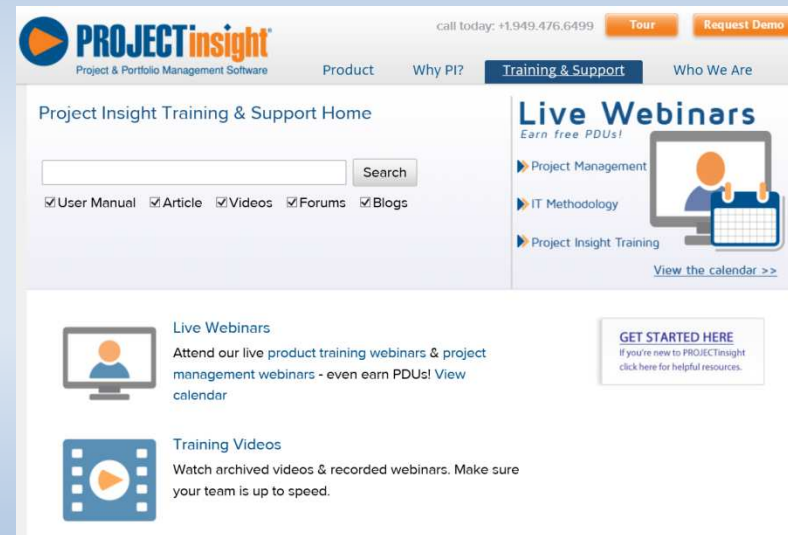 PROJECTinsight®
Project & Portfolio Management Software
call today: +1.949.476.6499
Tour
Request Demo
Product
Why PI?
Training & Support
Who We Are
Project Insight Training & Support Home
Search
User Manual
Article
Videos
Forums
Blogs
Live Webinars
Earn free PDUs!
Project Management
IT Methodology
Project Insight Training
View the calendar >>
Live Webinars
Attend our live product training webinars & project
management webinars - even earn PDUs! View
calendar
GET STARTED HERE
If you're new to PROJECTinsight
click here for helpful resources.
Training Videos
Watch archived videos & recorded webinars. Make sure
your team is up to speed.